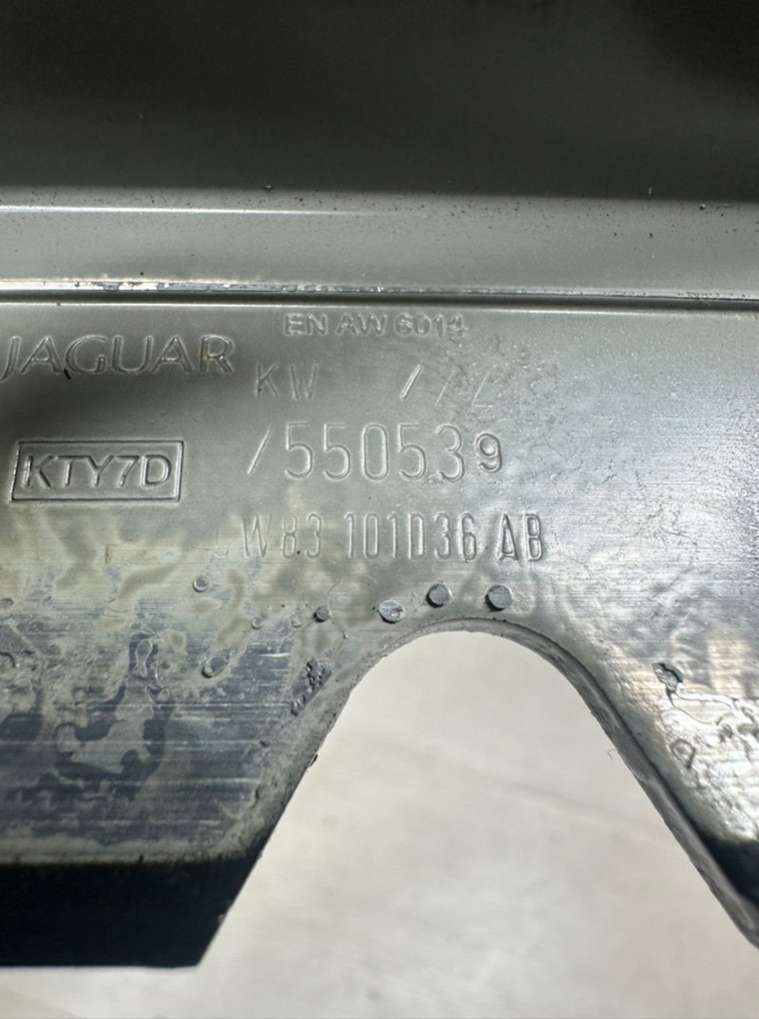 EN AW 6014
JAGUAR
KW ///
/550539
KTY7D
W83 101D36 AB